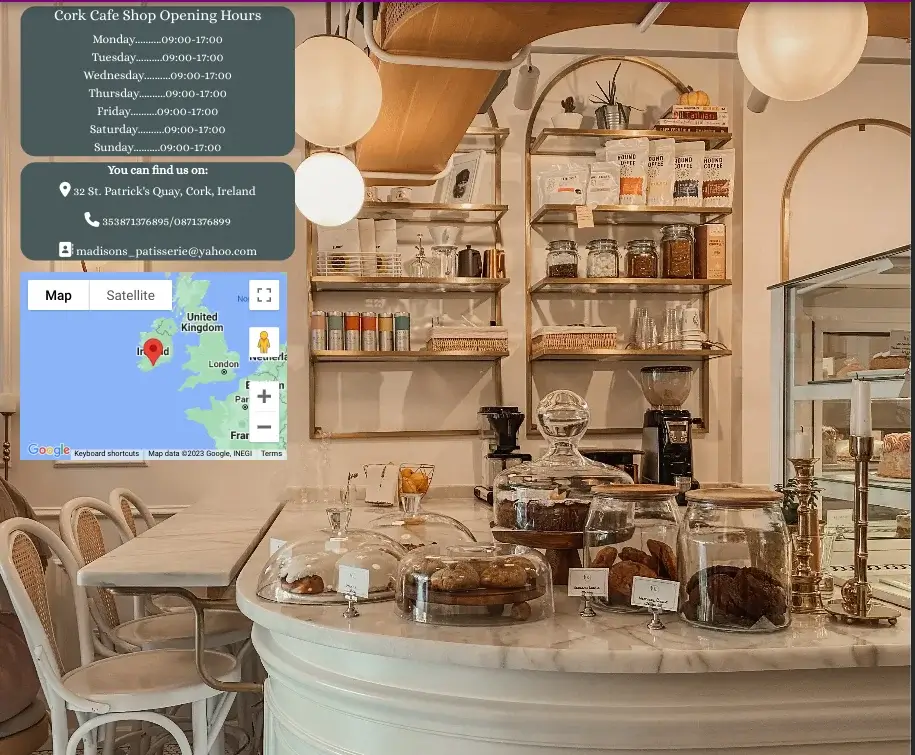 Cork Cafe Shop Opening Hours
Monday..........09:00-17:00
Tuesday.........09:00-17:00
Wednesday.........09:00-17:00
Thursday.........09:00-17:00
Friday..........09:00-17:00
Saturday.........09:00-17:00
Sunday..........09:00-17:00
You can find us on:
32 St. Patrick's Quay, Cork, Ireland
353871376895/0871376899
madisons_patisserie@yahoo.com
Map
Satellite
United
Kingdom
London
Google
Keyboard shortcuts
Map data ©2023 Google, INEGI
Terms
HOUND
COFFEE